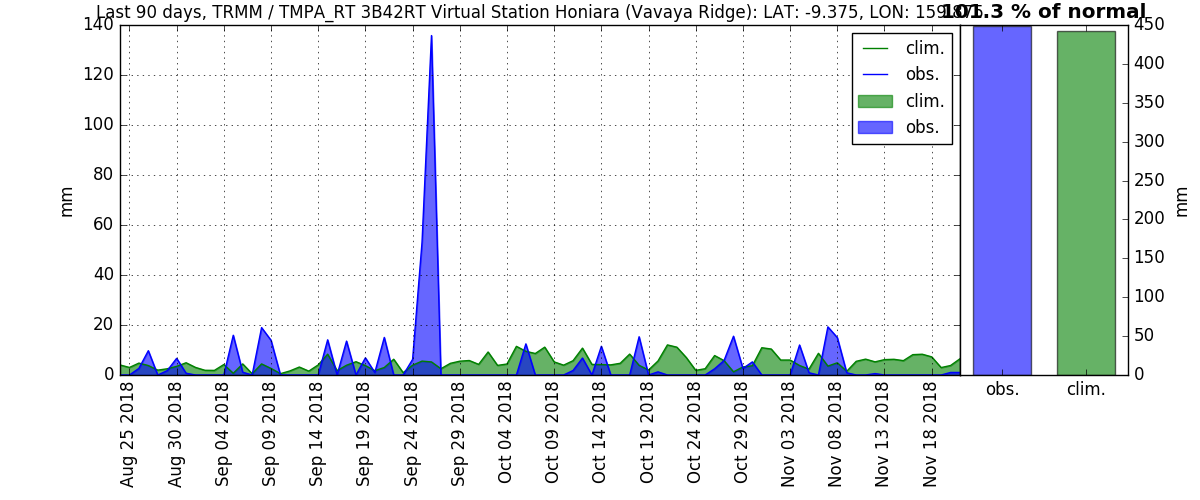 Last 90 days, TRMM / TMPA_RT 3B42RT Virtual Station Honiara (Vavaya Ridge): LAT: -9.375, LON: 159.875
101.3 % of normal
140
120
100
80
60
40
20
0
mm
clim.
obs.
clim.
obs.
450
400
350
300
250
200
150
100
50
0
mm
obs.
clim.
Aug 25 2018
Aug 30 2018
Sep 04 2018
Sep 09 2018
Sep 14 2018
Sep 19 2018
Sep 24 2018
Sep 29 2018
Oct 04 2018
Oct 09 2018
Oct 14 2018
Oct 19 2018
Oct 24 2018
Oct 29 2018
Nov 03 2018
Nov 08 2018
Nov 13 2018
Nov 18 2018